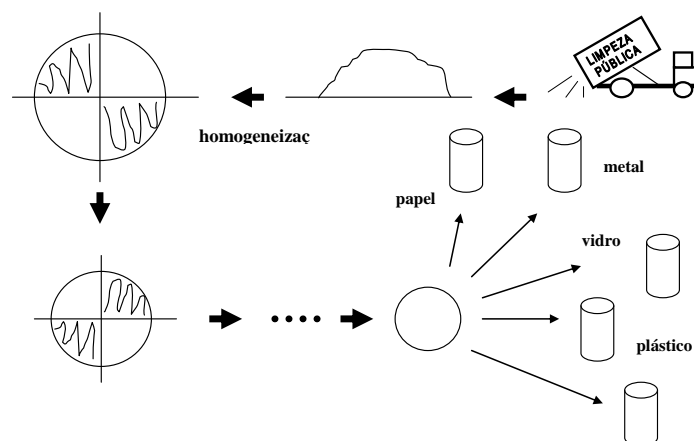 LIMPEZA
PÚBLICA
homogeneizaç
metal
papel
vidro
plástico